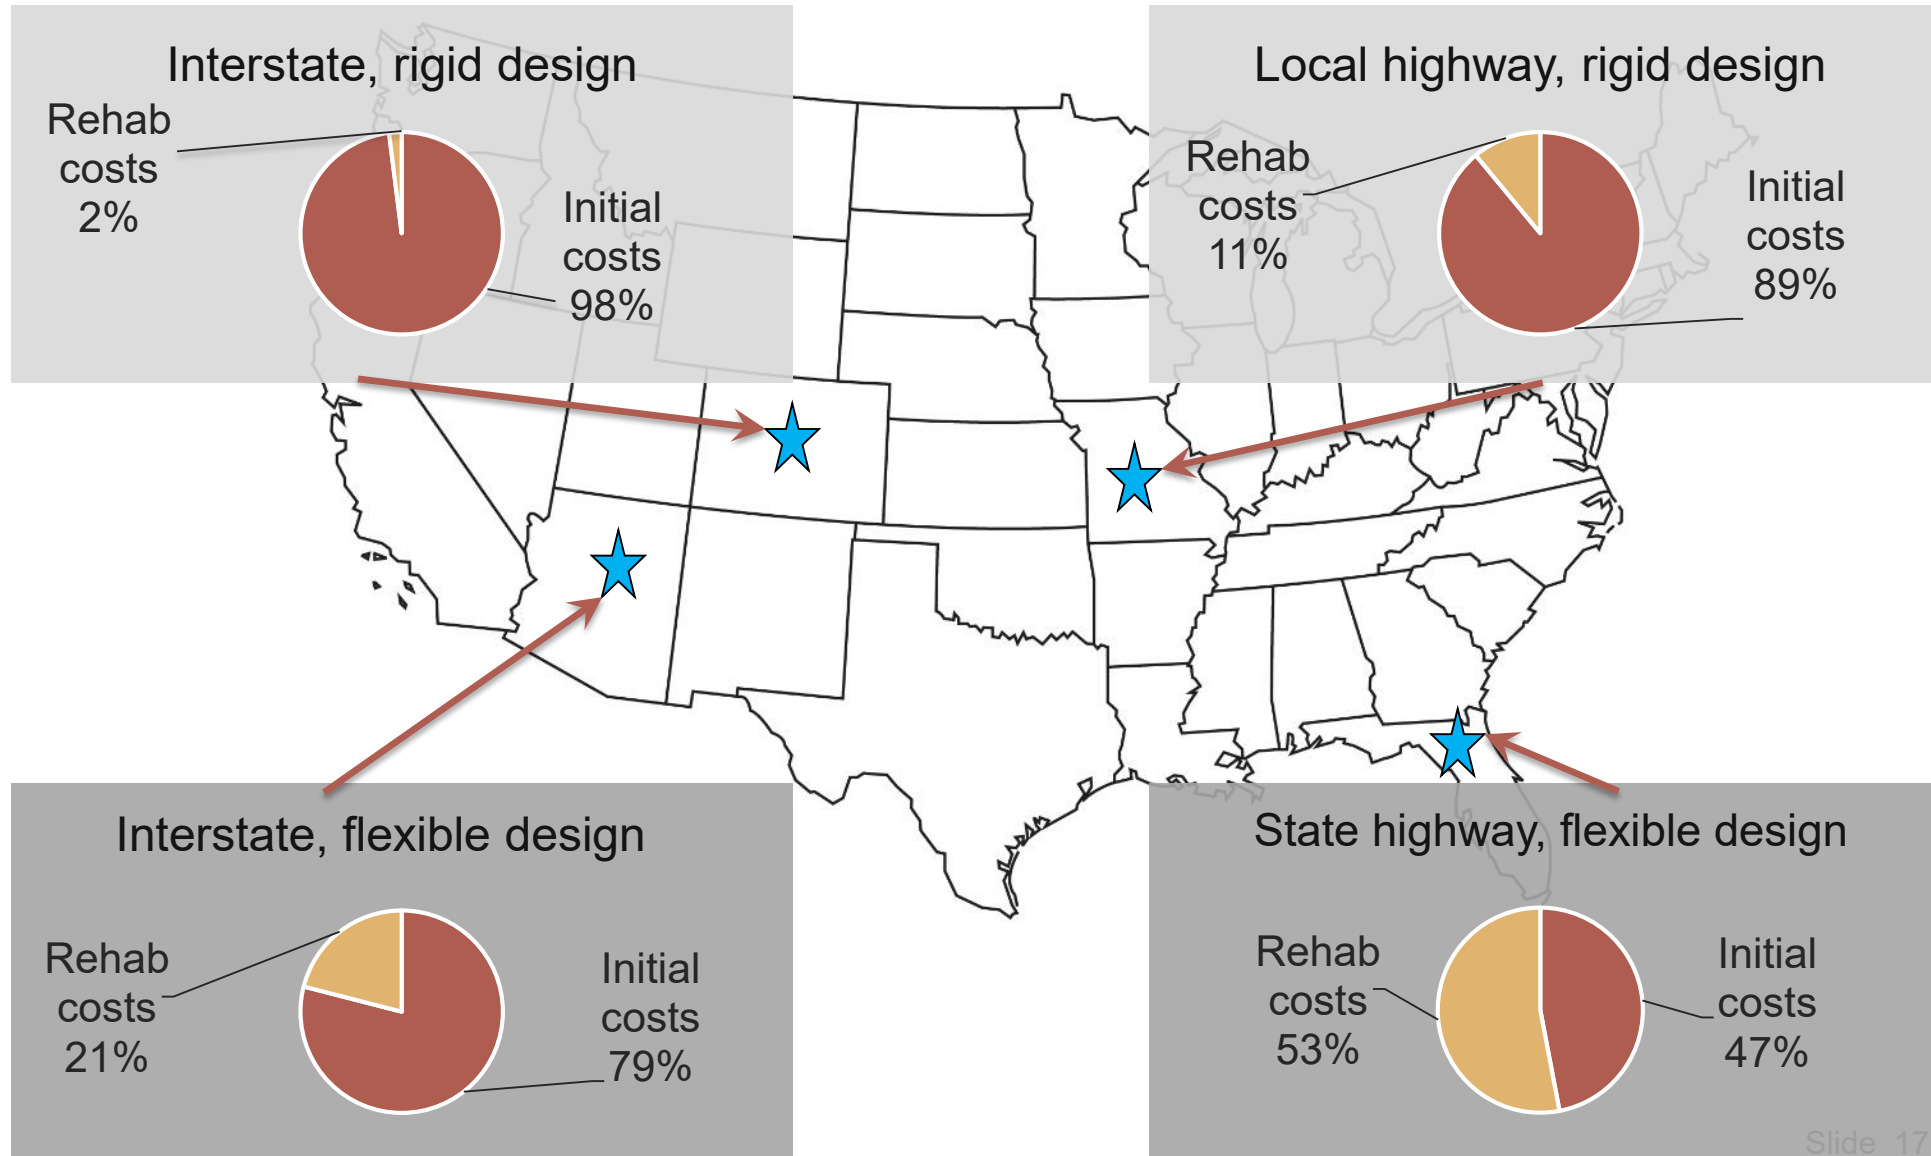 Interstate, rigid design
Rehab
costs
2%
Initial
costs
98%
Local highway, rigid design
Rehab
costs
11%
Initial
costs
89%
Interstate, flexible design
Rehab
costs
21%
Initial
costs
79%
State highway, flexible design
Rehab
costs
53%
Initial
costs
47%
Slide 17